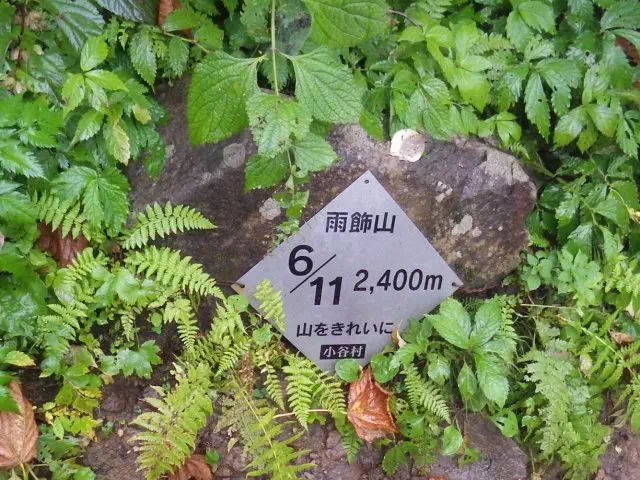 雨飾山
6/11 2,400m
山をきれいに
小谷村